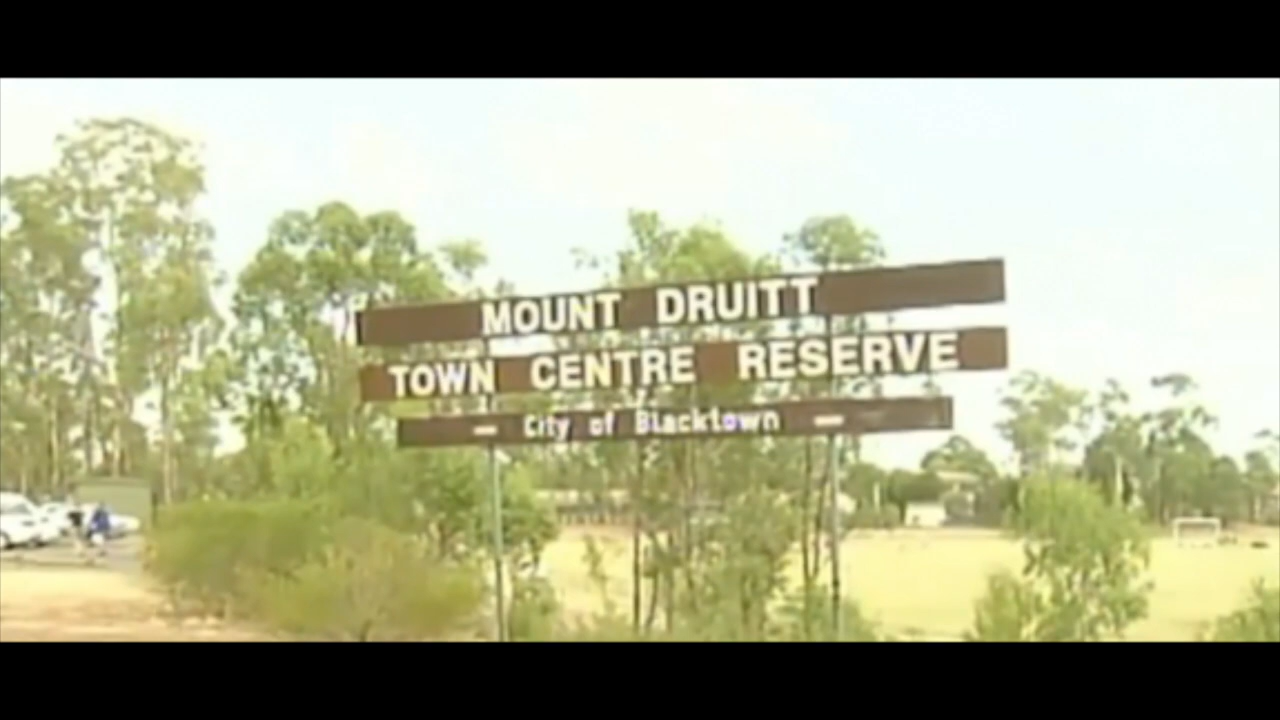 MOUNT DRUITT
TOWN CENTRE RESERVE
— City of Blacktown —